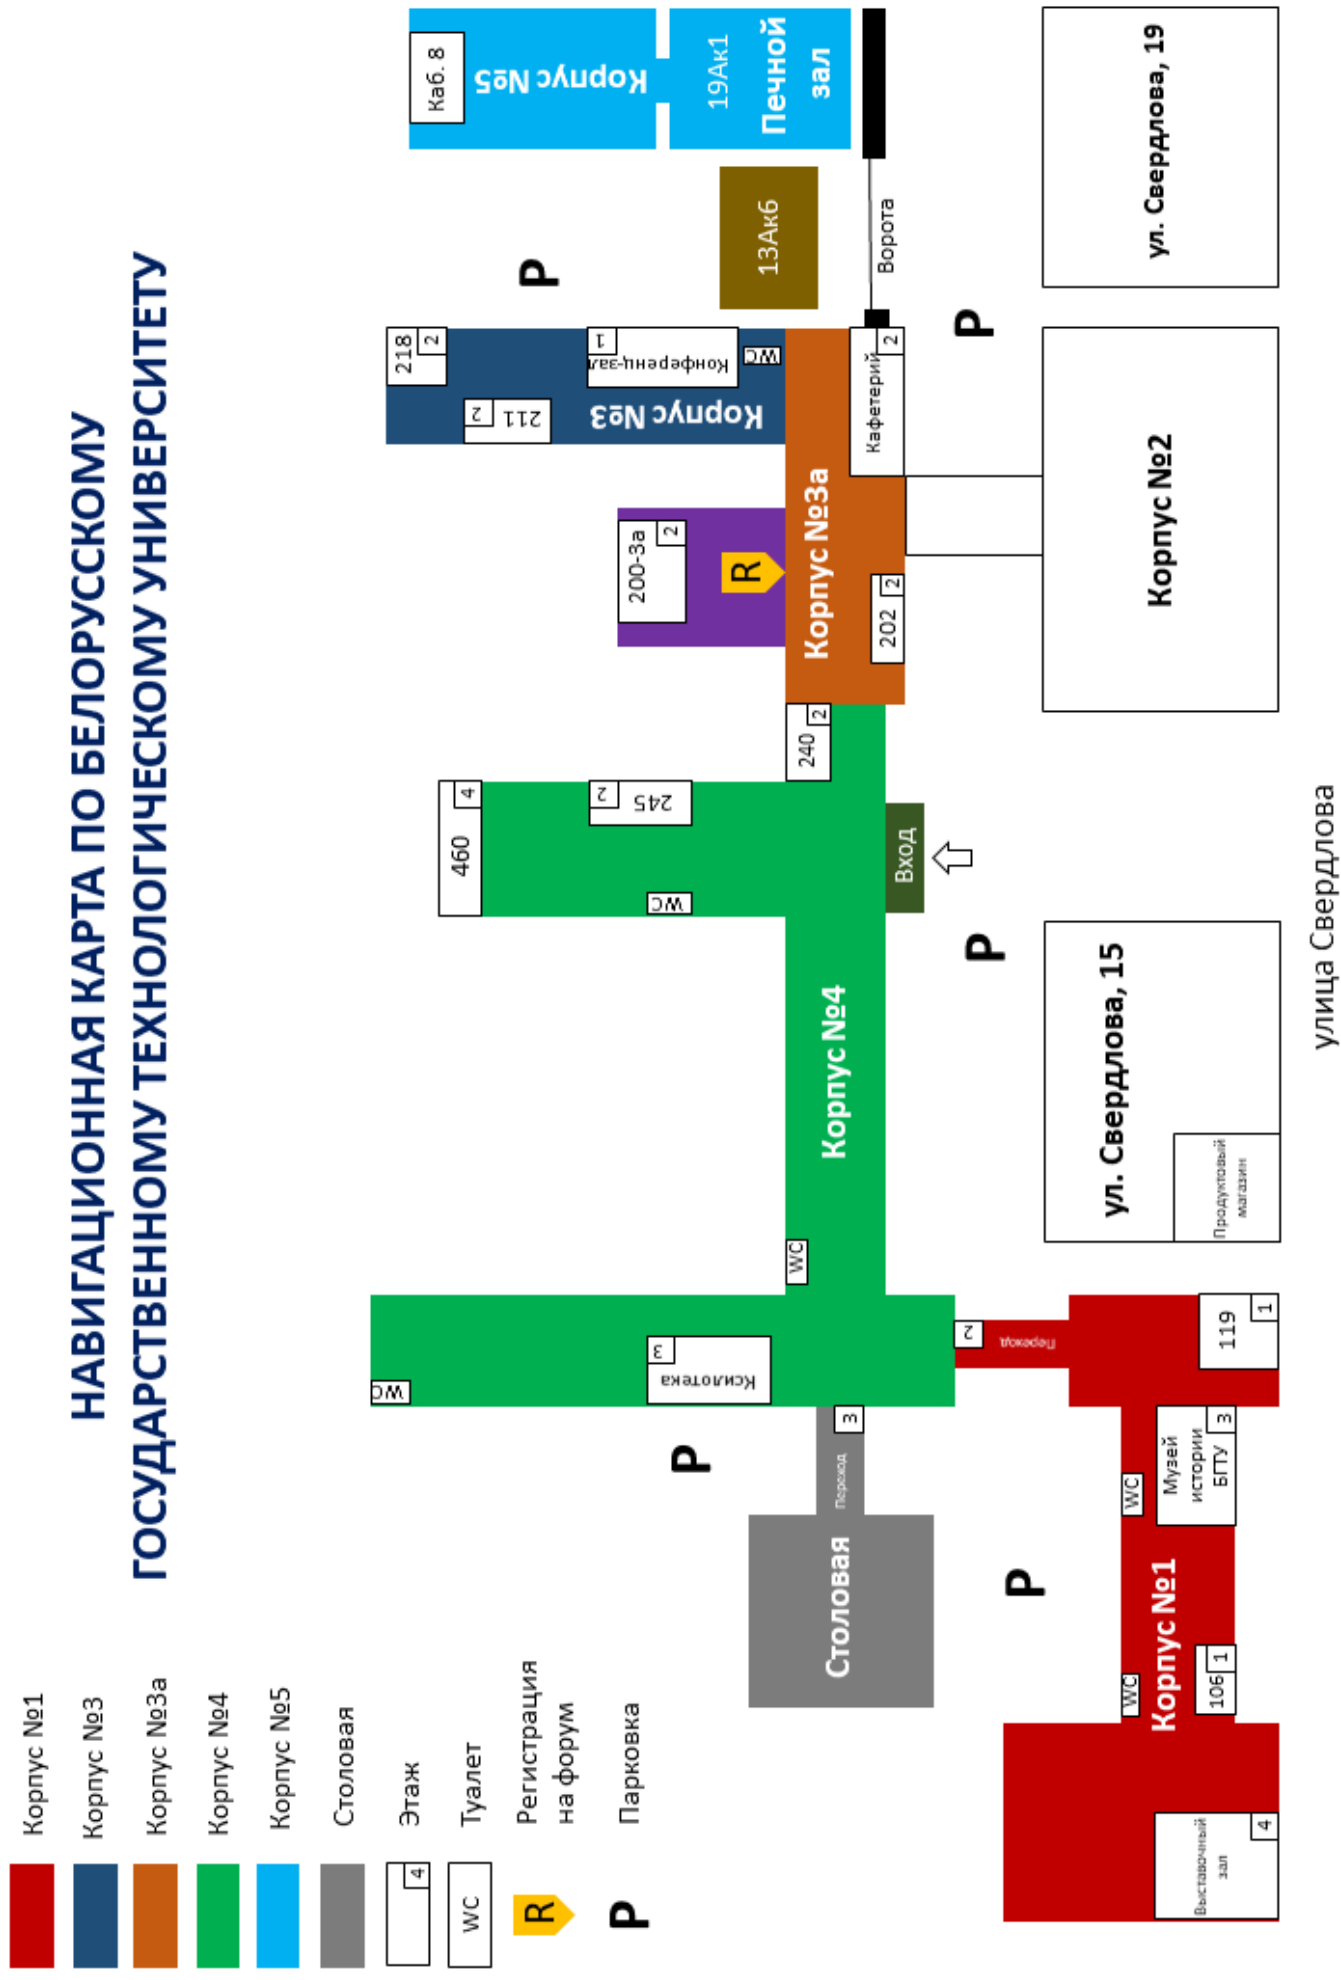 НАВИГАЦИОННАЯ КАРТА ПО БЕЛОРУССКОМУ
ГОСУДАРСТВЕННОМУ ТЕХНОЛОГИЧЕСКОМУ УНИВЕРСИТЕТУ
Корпус №1
Корпус №3
Корпус №3а
Корпус №4
Корпус №5
Столовая
4
Этаж
WC
Туалет
R
Регистрация
на форум
P
Парковка
WC
Ксилотека
3
P
Столовая
Переход
3
WC
Корпус №4
460
4
245
2
WC
240
2
Вход
P
200-3а
2
R
Корпус №3а
202
2
Кафетерий
2
218
2
211
2
Конференц-зал
1
WC
Корпус №3
P
13Ак6
Каб. 8
Корпус №5
19Ак1
Печной
зал
Ворота
P
Переход
2
119
1
Музей
истории
БГТУ
3
WC
WC
P
Корпус №1
106
1
Выставочный
зал
4
ул. Свердлова, 15
Продуктовый
магазин
Корпус №2
ул. Свердлова, 19
улица Свердлова